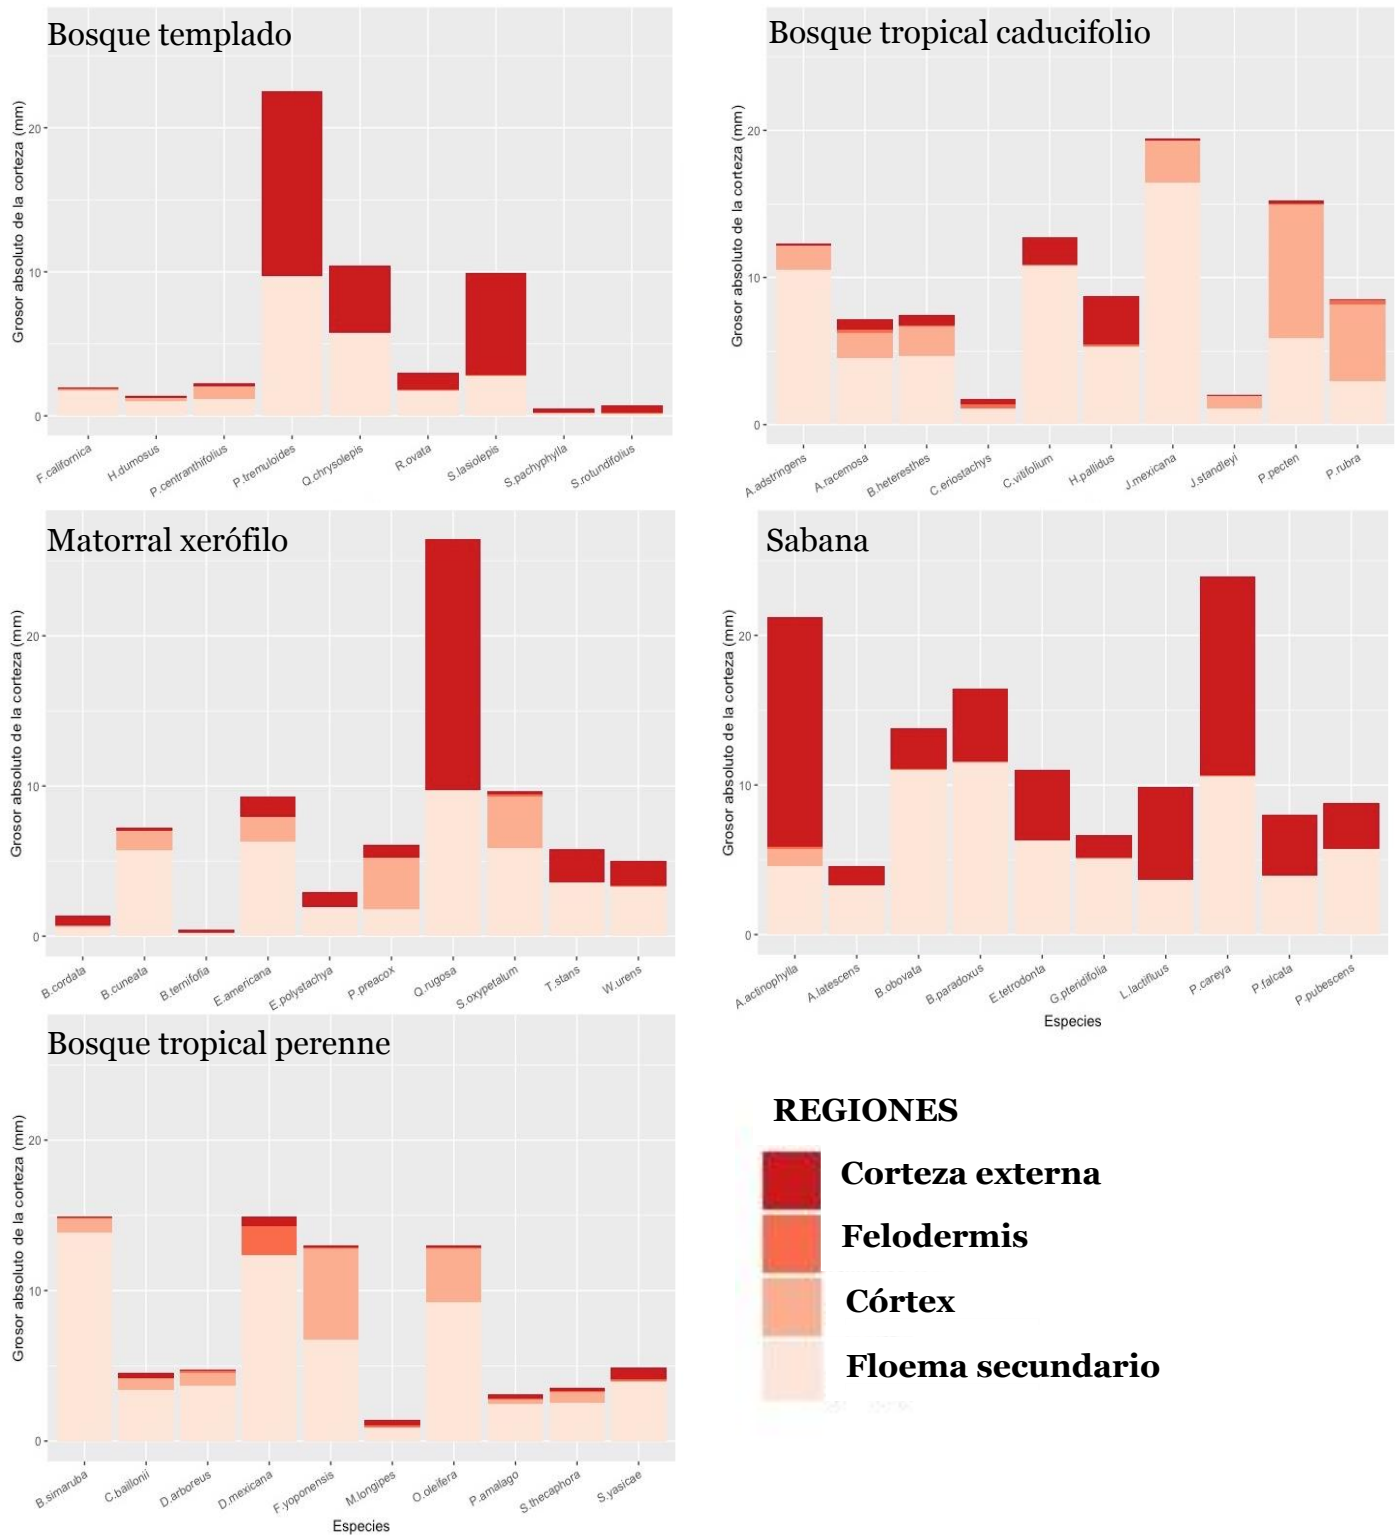 Bosque templado
Grosor absoluto de la corteza (mm)
20
10
0
F.californica
H.dumosus
P.centranthifolius
P.tremuloides
Q.chrysolepis
R.ovata
S.lasiolepis
S.pachyphylla
S.rotundifolius
Bosque tropical caducifolio
Grosor absoluto de la corteza (mm)
20
10
0
A.adstringens
A.racemosa
B.heteresthes
C.eriostachys
C.vitifolium
H.pallidus
J.mexicana
J.standleyi
P.pecten
P.rubra
Matorral xerófilo
Grosor absoluto de la corteza (mm)
20
10
0
B.cordata
B.cuneata
B.ternifofia
E.americana
E.polystachya
P.preacox
Q.rugosa
S.oxypetalum
T.stans
W.urens
Sabana
Grosor absoluto de la corteza (mm)
20
10
0
A.actinophylla
A.latescens
B.obovata
B.paradoxus
E.tetrodonta
G.pteridifolia
L.lactifluus
P.careya
P.falcata
P.pubescens
Especies
Bosque tropical perenne
Grosor absoluto de la corteza (mm)
20
10
0
B.simaruba
C.baillonii
D.arboreus
D.mexicana
F.yoponensis
M.longipes
O.oleifera
P.amalago
S.thecaphora
S.yasicae
Especies
REGIONES
Corteza externa
Felodermis
Córtex
Floema secundario